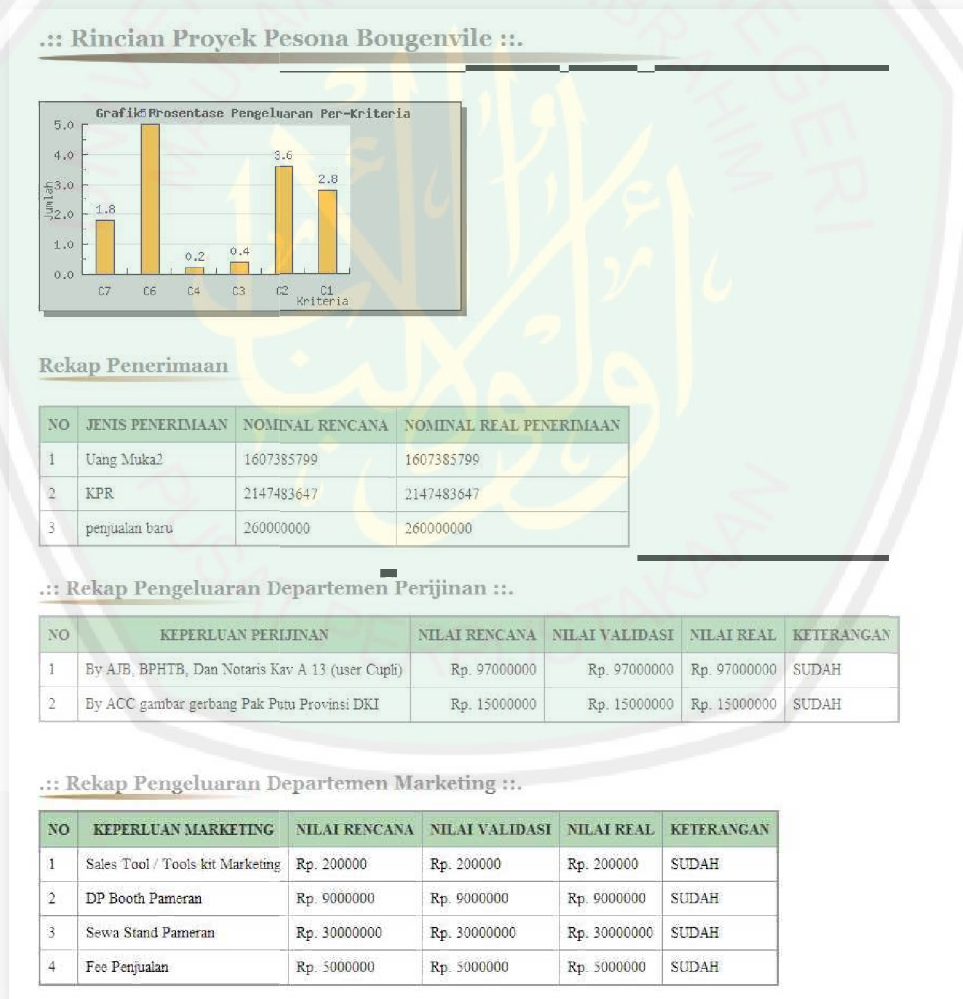 .:: Rincian Proyek Pesona Bougenvile ::.
Grafik Prosentase Pengeluaran Per-Kriteria
5.0
4.0
3.0
2.0
1.0
0.0
Jumlah
1.8
0.2
0.4
3.6
2.8
C7 C6 C4 C3 C2 C1
Kriteria
Rekap Penerimaan
NO JENIS PENERIMAAN NOMINAL RENCANA NOMINAL REAL PENERIMAAN
1 Uang Muka2 1607385799 1607385799
2 KPR 2147483647 2147483647
3 penjualan baru 260000000 260000000
.:: Rekap Pengeluaran Departemen Perijinan ::.
NO KEPERLUAN PERIJINAN NILAI RENCANA NILAI VALIDASI NILAI REAL KETERANGAN
1 By AJB, BPHTB, Dan Notaris Kav A 13 (user Cupli) Rp. 97000000 Rp. 97000000 Rp. 97000000 SUDAH
2 By ACC gambar gerbang Pak Putu Provinsi DKI Rp. 15000000 Rp. 15000000 Rp. 15000000 SUDAH
.:: Rekap Pengeluaran Departemen Marketing ::.
NO KEPERLUAN MARKETING NILAI RENCANA NILAI VALIDASI NILAI REAL KETERANGAN
1 Sales Tool / Tools kit Marketing Rp. 200000 Rp. 200000 Rp. 200000 SUDAH
2 DP Booth Pameran Rp. 9000000 Rp. 9000000 Rp. 9000000 SUDAH
3 Sewa Stand Pameran Rp. 30000000 Rp. 30000000 Rp. 30000000 SUDAH
4 Fee Penjualan Rp. 5000000 Rp. 5000000 Rp. 5000000 SUDAH
PUSAT PERPUSTAKAAN